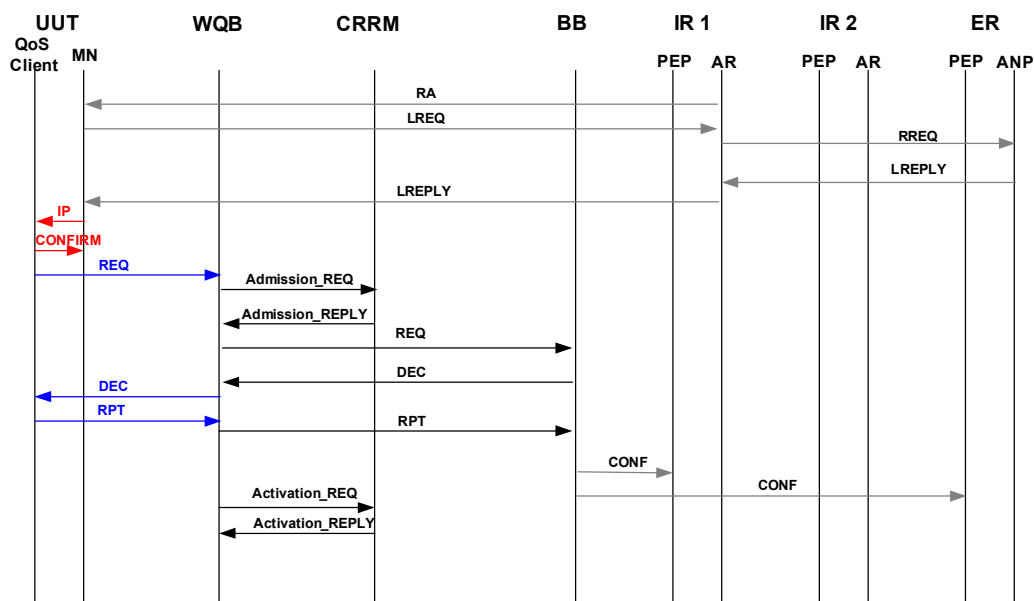 UUT WQB CRRM BB IR 1 IR 2 ER
QoS
Client
MN PEP AR PEP AR PEP ANP
RA
LREQ
RREQ
LREPLY
LREPLY
IP
CONFIRM
REQ
Admission_REQ
Admission_REPLY
REQ
DEC
DEC
RPT
RPT
CONF
CONF
Activation_REQ
Activation_REPLY